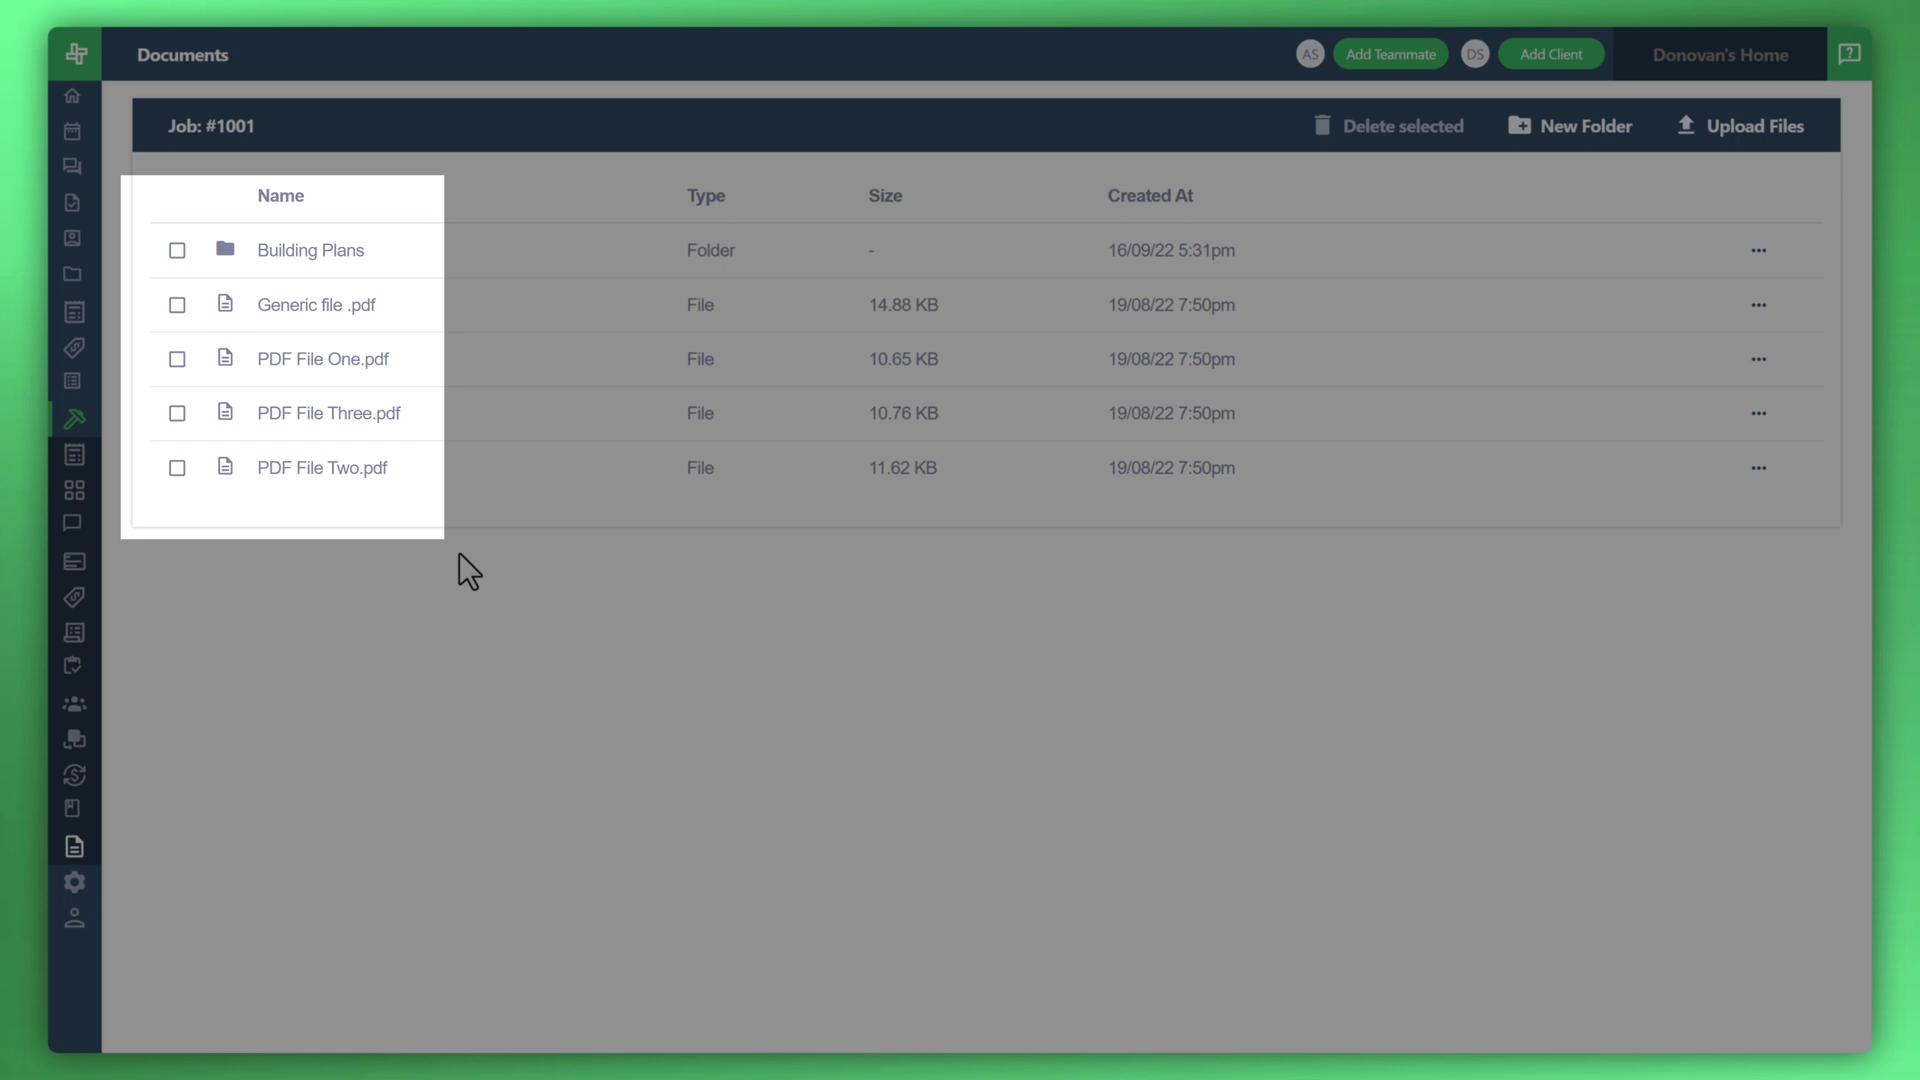 Documents
AS Add Teammate DS Add Client Donovan's Home
Job: #1001
Delete selected New Folder Upload Files
Name Type Size Created At
Building Plans Folder - 16/09/22 5:31pm ...
Generic file .pdf File 14.88 KB 19/08/22 7:50pm ...
PDF File One.pdf File 10.65 KB 19/08/22 7:50pm ...
PDF File Three.pdf File 10.76 KB 19/08/22 7:50pm ...
PDF File Two.pdf File 11.62 KB 19/08/22 7:50pm ...